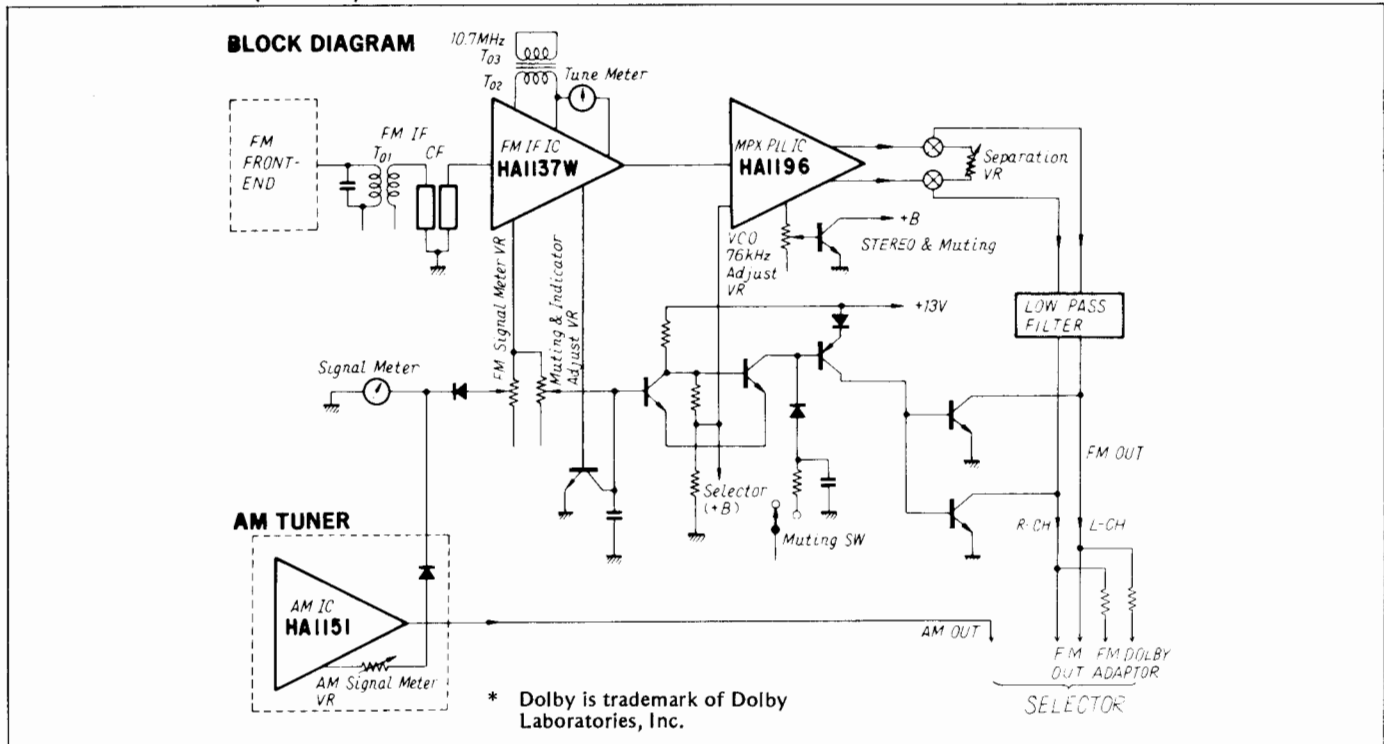 BLOCK DIAGRAM
10.7MHz
T03
T02
Tune Meter
FM
FRONT-
END
FM IF
T01
CF
FM IF IC
HA1137W
MPX PLL IC
HA1196
Separation
VR
+B
STEREO & Muting
VCO
76kHz
Adjust
VR
LOW PASS
FILTER
+13V
FM Signal Meter VR
Muting & Indicator
Adjust VR
Signal Meter
Selector
(+B)
Muting SW
FM OUT
R-CH
L-CH
AM TUNER
AM IC
HA1151
AM Signal Meter
VR
AM OUT
FM FM DOLBY
OUT ADAPTOR
SELECTOR
* Dolby is trademark of Dolby
Laboratories, Inc.